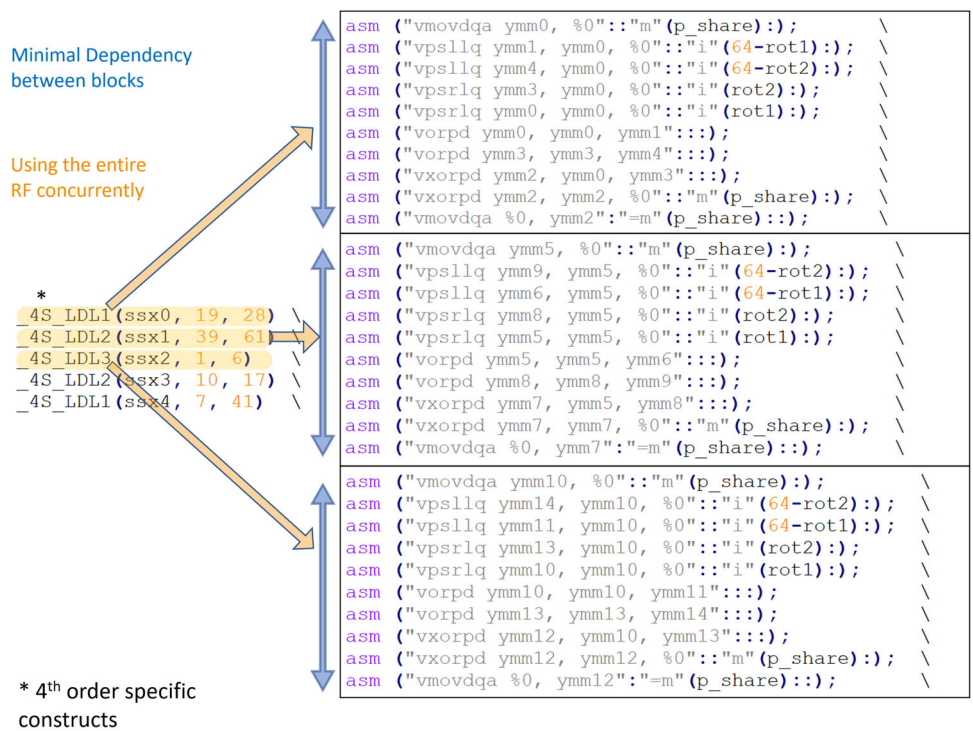 Minimal Dependency
between blocks
Using the entire
RF concurrently
*
_4S_LDL1(ssx0, 19, 28) \
_4S_LDL2(ssx1, 39, 61) \
_4S_LDL3(ssx2, 1, 6) \
_4S_LDL2(ssx3, 10, 17) \
_4S_LDL1(ssx4, 7, 41) \
* 4th order specific
constructs
asm ("vmovdqa ymm0, %0"::"m"(p_share):); \
asm ("vpsllq ymm1, ymm0, %0"::"i"(64-rot1):); \
asm ("vpsllq ymm4, ymm0, %0"::"i"(64-rot2):); \
asm ("vpsrlq ymm3, ymm0, %0"::"i"(rot2):); \
asm ("vpsrlq ymm0, ymm0, %0"::"i"(rot1):); \
asm ("vorpd ymm0, ymm0, ymm1":::); \
asm ("vorpd ymm3, ymm3, ymm4":::); \
asm ("vxorpd ymm2, ymm0, ymm3":::); \
asm ("vxorpd ymm2, ymm2, %0"::"m"(p_share):); \
asm ("vmovdqa %0, ymm2":"=m"(p_share)::); \
asm ("vmovdqa ymm5, %0"::"m"(p_share):); \
asm ("vpsllq ymm9, ymm5, %0"::"i"(64-rot2):); \
asm ("vpsllq ymm6, ymm5, %0"::"i"(64-rot1):); \
asm ("vpsrlq ymm8, ymm5, %0"::"i"(rot2):); \
asm ("vpsrlq ymm5, ymm5, %0"::"i"(rot1):); \
asm ("vorpd ymm5, ymm5, ymm6":::); \
asm ("vorpd ymm8, ymm8, ymm9":::); \
asm ("vxorpd ymm7, ymm5, ymm8":::); \
asm ("vxorpd ymm7, ymm7, %0"::"m"(p_share):); \
asm ("vmovdqa %0, ymm7":"=m"(p_share)::); \
asm ("vmovdqa ymm10, %0"::"m"(p_share):); \
asm ("vpsllq ymm14, ymm10, %0"::"i"(64-rot2):); \
asm ("vpsllq ymm11, ymm10, %0"::"i"(64-rot1):); \
asm ("vpsrlq ymm13, ymm10, %0"::"i"(rot2):); \
asm ("vpsrlq ymm10, ymm10, %0"::"i"(rot1):); \
asm ("vorpd ymm10, ymm10, ymm11":::); \
asm ("vorpd ymm13, ymm13, ymm14":::); \
asm ("vxorpd ymm12, ymm10, ymm13":::); \
asm ("vxorpd ymm12, ymm12, %0"::"m"(p_share):); \
asm ("vmovdqa %0, ymm12":"=m"(p_share)::); \